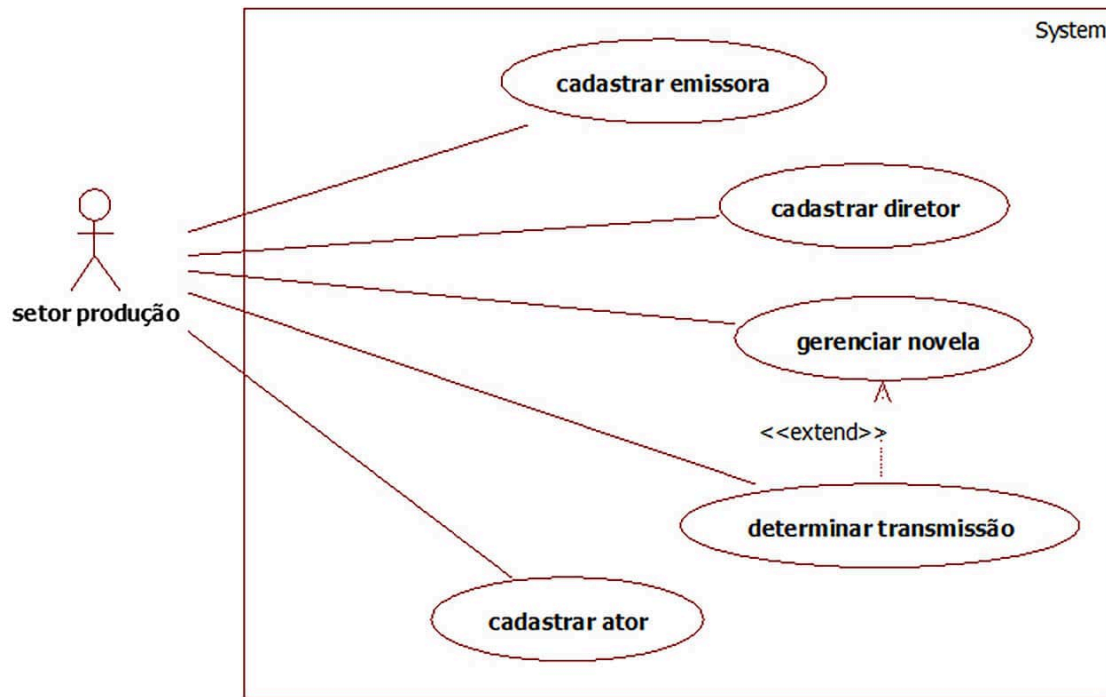 System
cadastrar emissora
cadastrar diretor
setor produção
gerenciar novela
<<extend>>
determinar transmissão
cadastrar ator